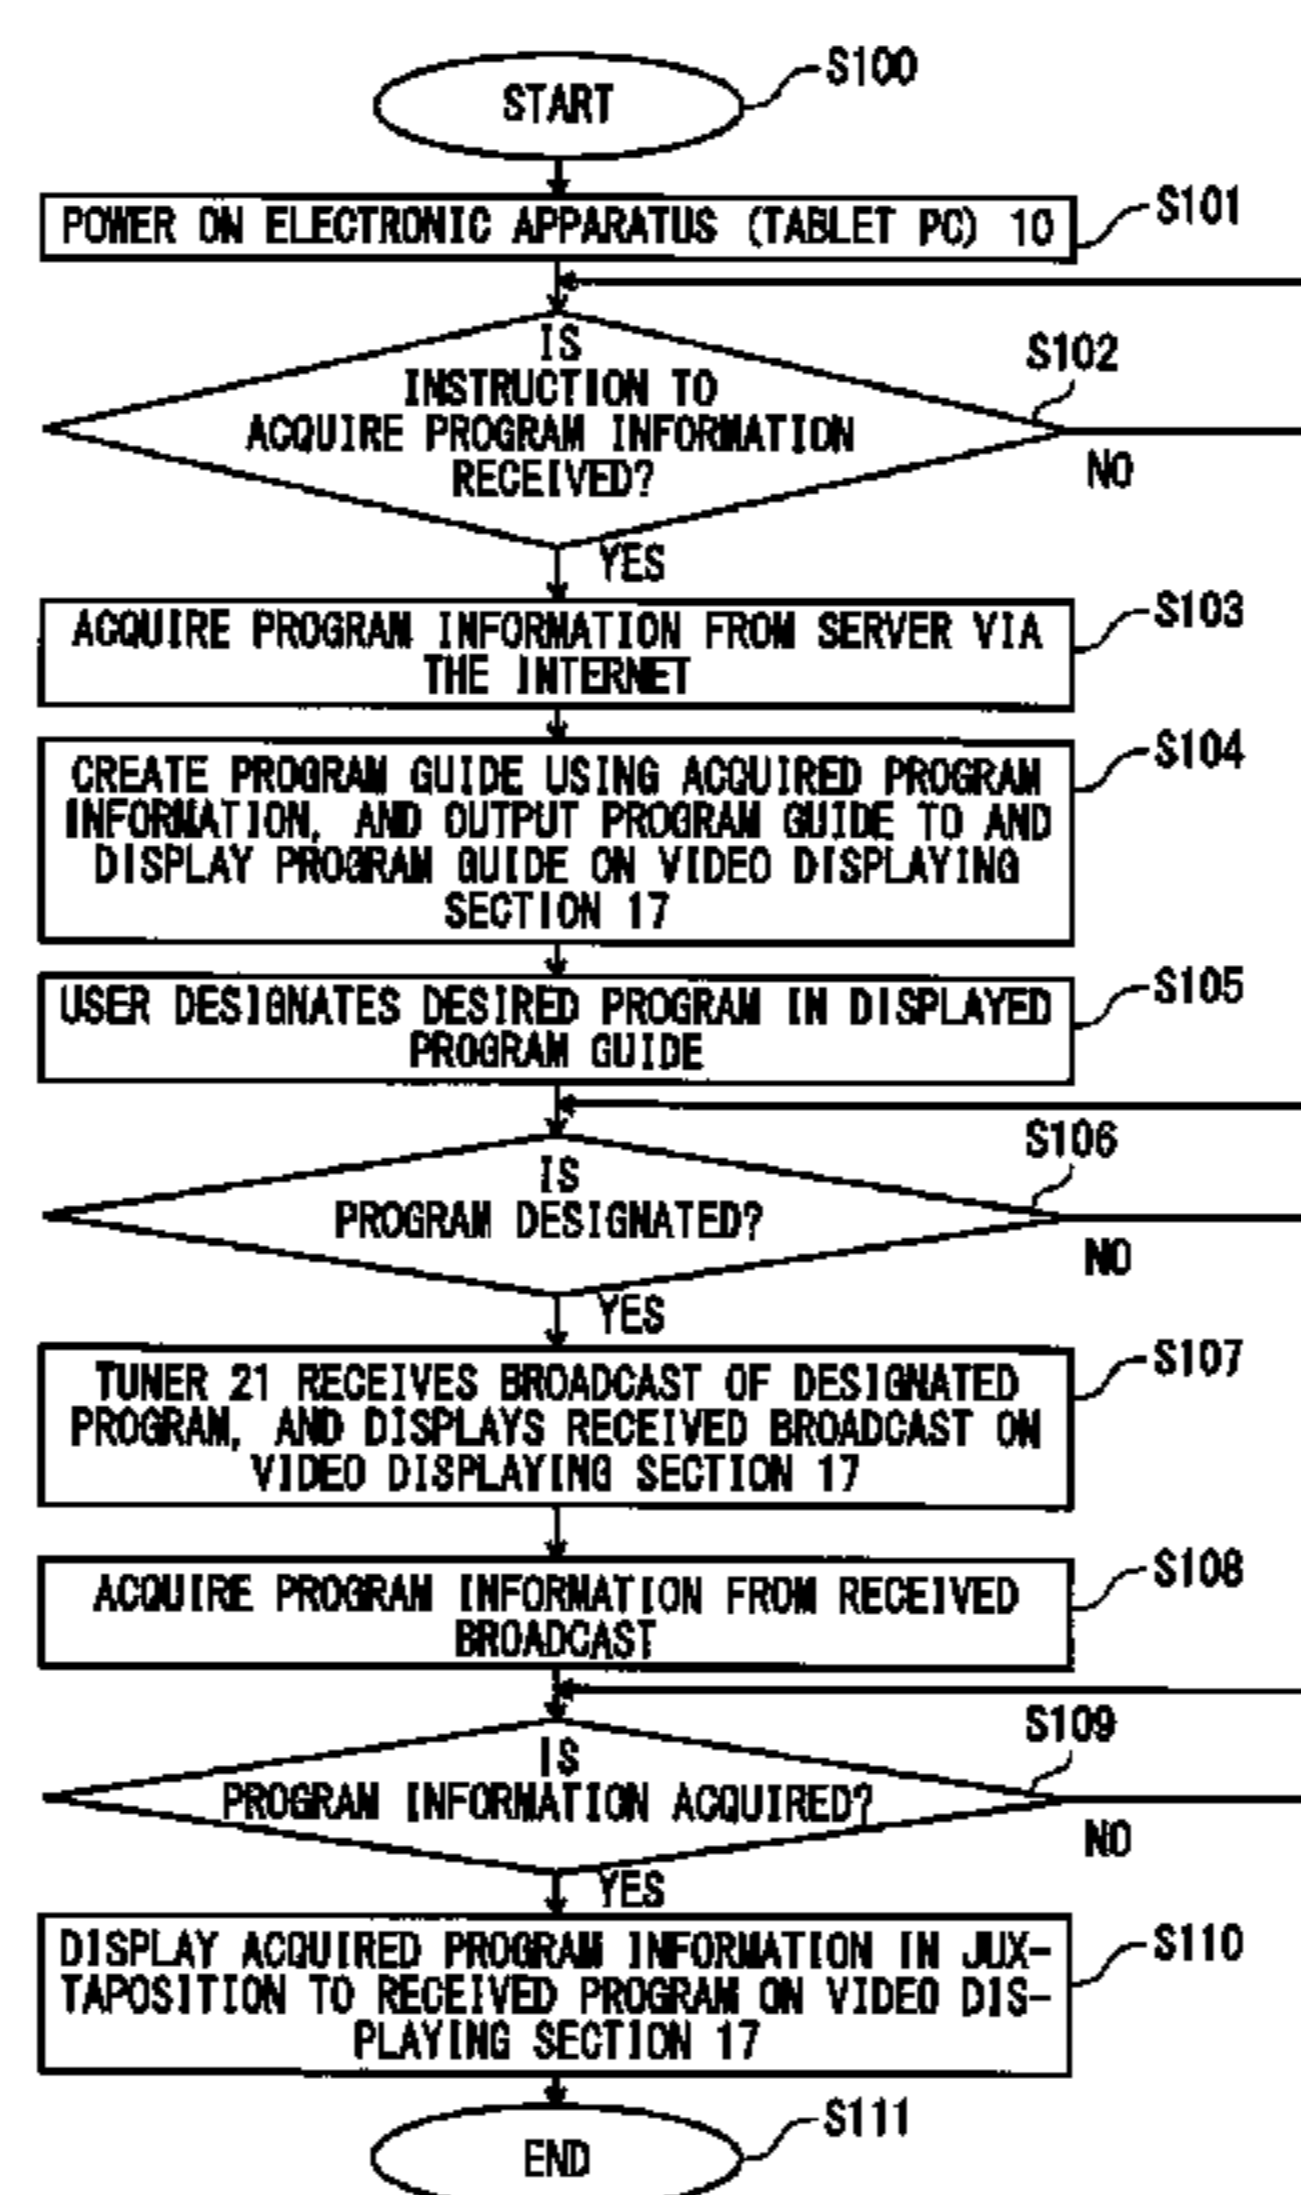 START
S100
POWER ON ELECTRONIC APPARATUS (TABLET PC) 10
S101
IS
INSTRUCTION TO
ACQUIRE PROGRAM INFORMATION
RECEIVED?
S102
NO
YES
ACQUIRE PROGRAM INFORMATION FROM SERVER VIA
THE INTERNET
S103
CREATE PROGRAM GUIDE USING ACQUIRED PROGRAM
INFORMATION, AND OUTPUT PROGRAM GUIDE TO AND
DISPLAY PROGRAM GUIDE ON VIDEO DISPLAYING
SECTION 17
S104
USER DESIGNATES DESIRED PROGRAM IN DISPLAYED
PROGRAM GUIDE
S105
IS
PROGRAM DESIGNATED?
S106
NO
YES
TUNER 21 RECEIVES BROADCAST OF DESIGNATED
PROGRAM, AND DISPLAYS RECEIVED BROADCAST ON
VIDEO DISPLAYING SECTION 17
S107
ACQUIRE PROGRAM INFORMATION FROM RECEIVED
BROADCAST
S108
IS
PROGRAM INFORMATION ACQUIRED?
S109
NO
YES
DISPLAY ACQUIRED PROGRAM INFORMATION IN JUX-
TAPOSITION TO RECEIVED PROGRAM ON VIDEO DIS-
PLAYING SECTION 17
S110
END
S111